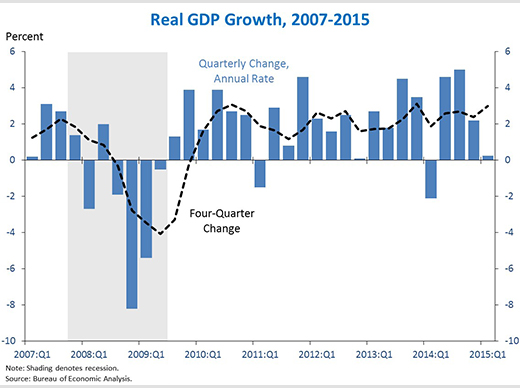 Real GDP Growth, 2007-2015
Percent
6 6
Quarterly Change,
Annual Rate
4 4
2 2
0 0
-2 -2
Four-Quarter
Change
-4 -4
-6 -6
-8 -8
-10 -10
2007:Q1 2008:Q1 2009:Q1 2010:Q1 2011:Q1 2012:Q1 2013:Q1 2014:Q1 2015:Q1
Note: Shading denotes recession.
Source: Bureau of Economic Analysis.